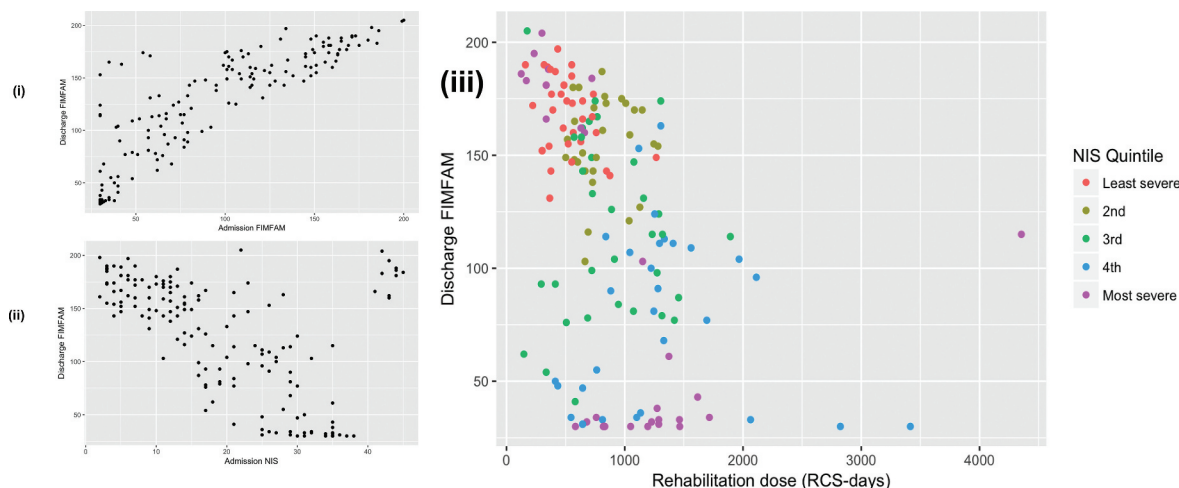 (i)
Discharge FIMFAM
200
150
100
50
50
100
150
200
Admission FIMFAM
(ii)
Discharge FIMFAM
200
150
100
50
0
10
20
30
40
Admission NIS
(iii)
Discharge FIMFAM
200
150
100
50
0
1000
2000
3000
4000
Rehabilitation dose (RCS-days)
NIS Quintile
Least severe
2nd
3rd
4th
Most severe